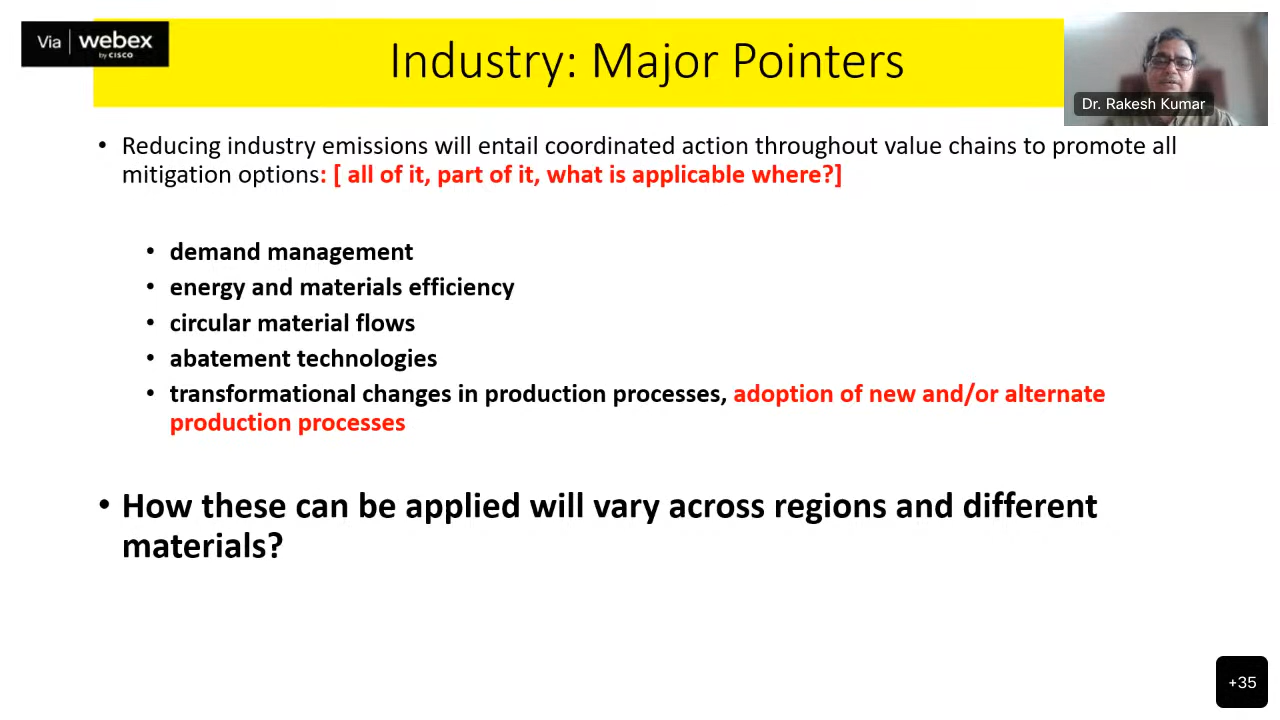 Via webex
by CISCO
Industry: Major Pointers
Dr. Rakesh Kumar
• Reducing industry emissions will entail coordinated action throughout value chains to promote all
mitigation options: [ all of it, part of it, what is applicable where?]
• demand management
• energy and materials efficiency
• circular material flows
• abatement technologies
• transformational changes in production processes, adoption of new and/or alternate
production processes
• How these can be applied will vary across regions and different
materials?
+35